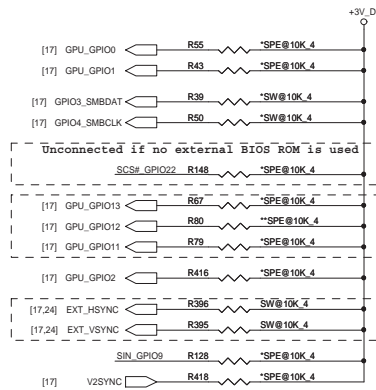 +3V_D
[17] GPU_GPIO0 R55 *SPE@10K_4
[17] GPU_GPIO1 R43 *SPE@10K_4
[17] GPIO3_SMBDAT R39 *SW@10K_4
[17] GPIO4_SMBCLK R50 *SW@10K_4
Unconnected if no external BIOS ROM is used
SCS#_GPIO22 R148 *SPE@10K_4
[17] GPU_GPIO13 R67 *SPE@10K_4
[17] GPU_GPIO12 R80 **SPE@10K_4
[17] GPU_GPIO11 R79 *SPE@10K_4
[17] GPU_GPIO2 R416 *SPE@10K_4
[17,24] EXT_HSYNC R396 SW@10K_4
[17,24] EXT_VSYNC R395 SW@10K_4
SIN_GPIO9 R128 *SPE@10K_4
[17] V2SYNC R418 *SPE@10K_4